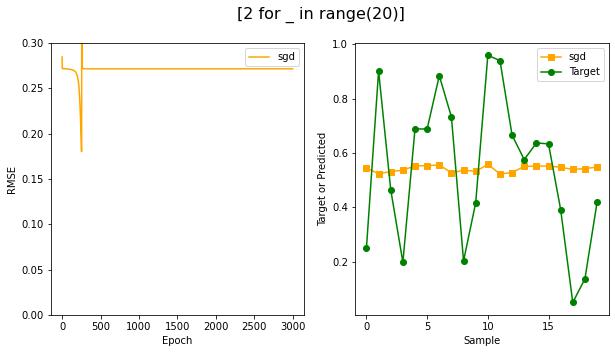 [2 for _ in range(20)]
0.30
0.25
0.20
0.15
0.10
0.05
0.00
RMSE
0 500 1000 1500 2000 2500 3000
Epoch
sgd
1.0
0.8
0.6
0.4
0.2
Target or Predicted
0 5 10 15
Sample
sgd
Target